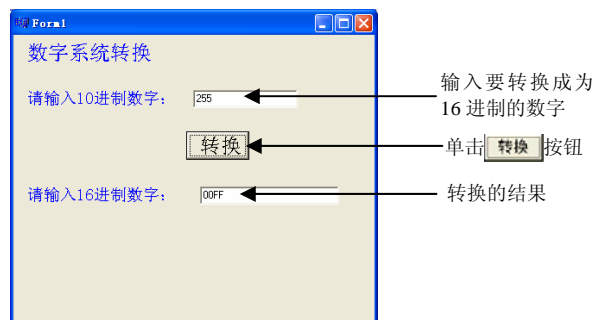 Form1
数字系统转换
请输入10进制数字：
255
输入要转换成为
16 进制的数字
转换
单击 转换 按钮
请输入16进制数字：
00FF
转换的结果